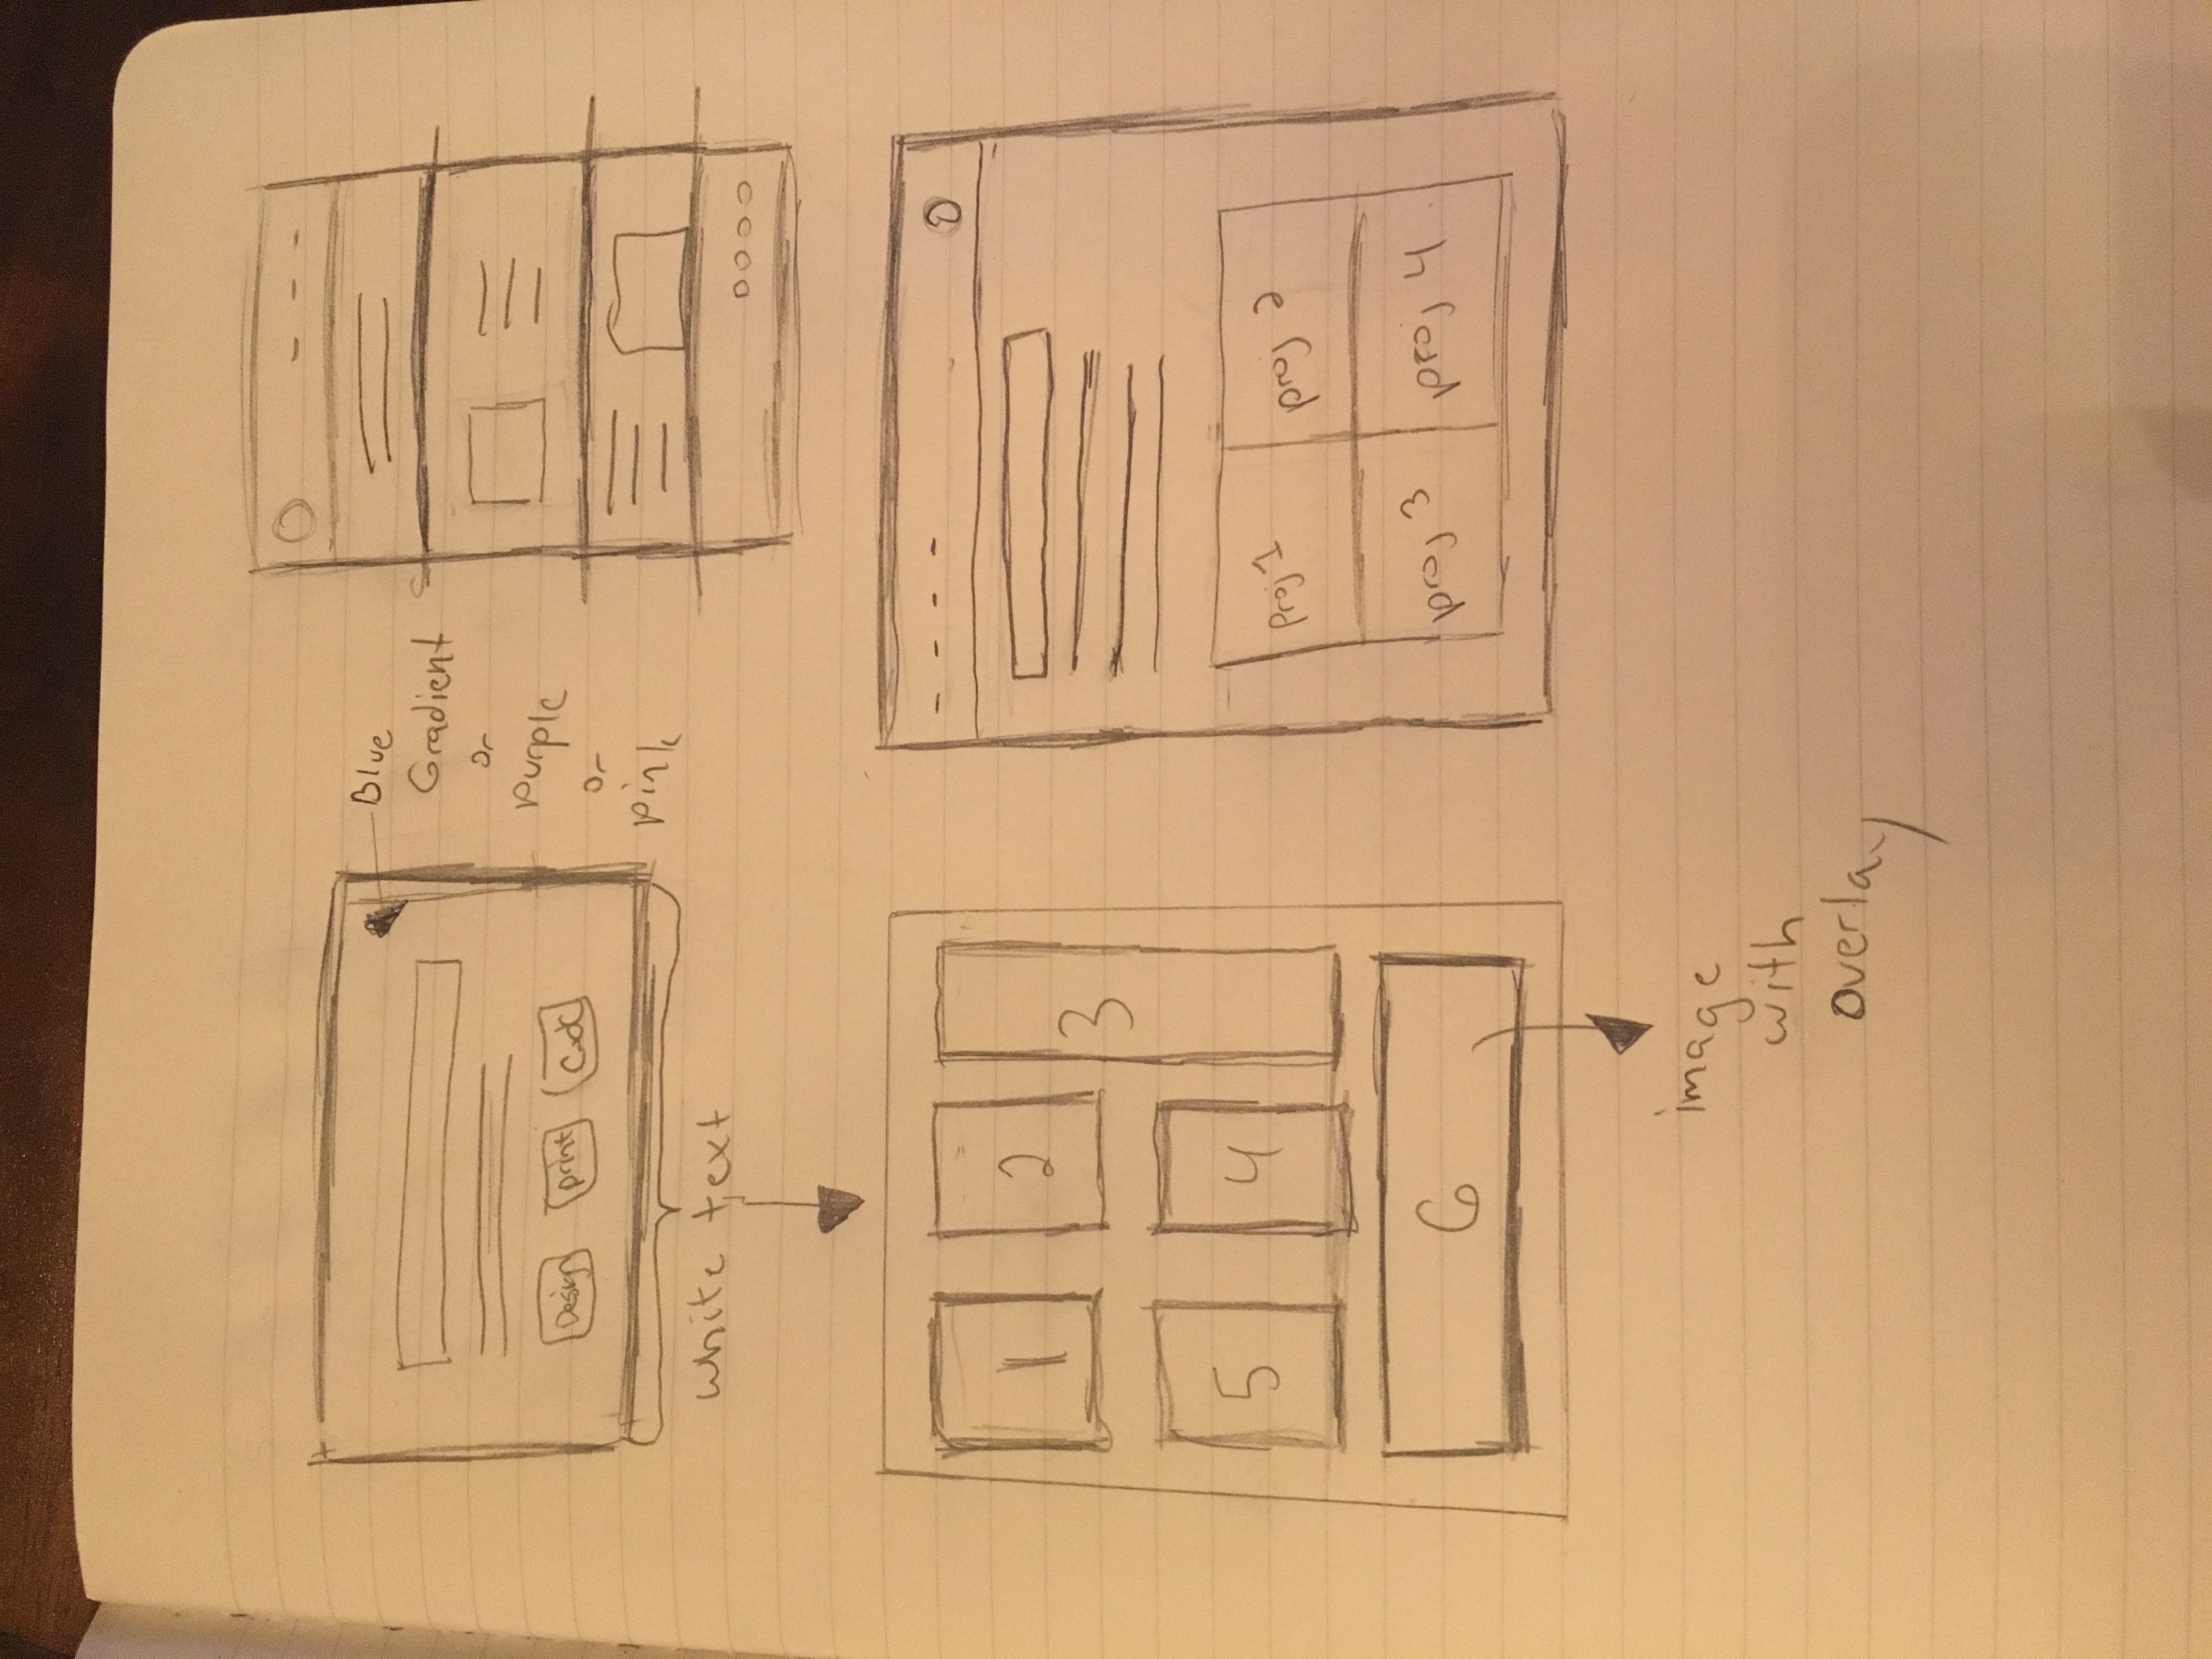 Design print Code
Blue
Gradient
or
purple
or
pink
white text
1 2 3
5 4
6
image
with
overlay
proj 1 proj 2
proj 3 proj 4